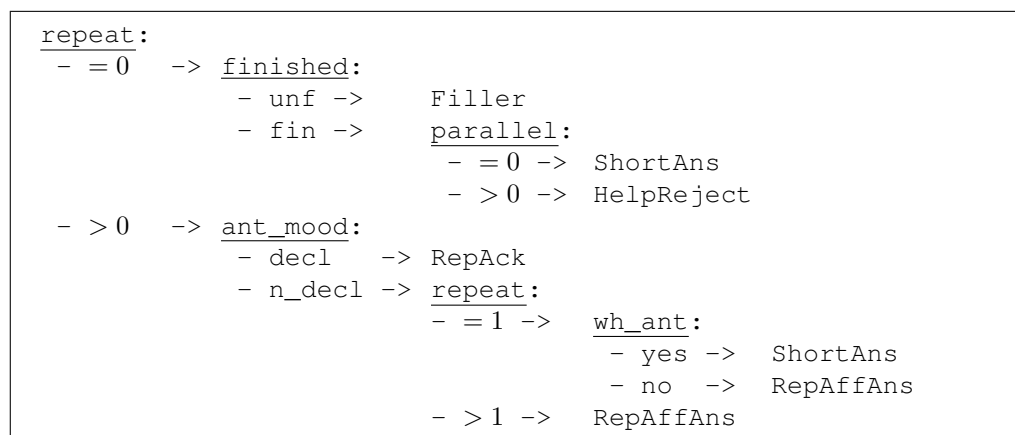 repeat:
- = 0 -> finished:
- unf -> Filler
- fin -> parallel:
- = 0 -> ShortAns
- > 0 -> HelpReject
- > 0 -> ant_mood:
- decl -> RepAck
- n_decl -> repeat:
- = 1 -> wh_ant:
- yes -> ShortAns
- no -> RepAffAns
- > 1 -> RepAffAns